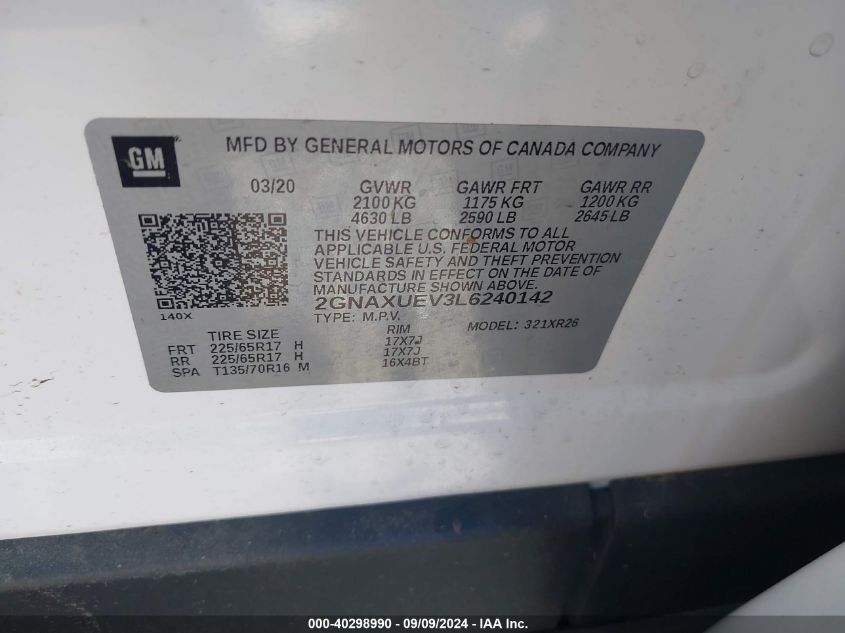 GM
MFD BY GENERAL MOTORS OF CANADA COMPANY
03/20 GVWR GAWR FRT GAWR RR
2100 KG 1175 KG 1200 KG
4630 LB 2590 LB 2645 LB
THIS VEHICLE CONFORMS TO ALL
APPLICABLE U.S. FEDERAL MOTOR
VEHICLE SAFETY AND THEFT PREVENTION
STANDARDS IN EFFECT ON THE DATE OF
MANUFACTURE SHOWN ABOVE.
2GNAXUEV3L6240142
140X
TYPE: M.P.V. MODEL: 321XR26
TIRE SIZE RIM
FRT 225/65R17 H 17X7J
RR 225/65R17 H 17X7J
SPA T135/70R16 M 16X4BT
000-40298990 - 09/09/2024 - IAA Inc.